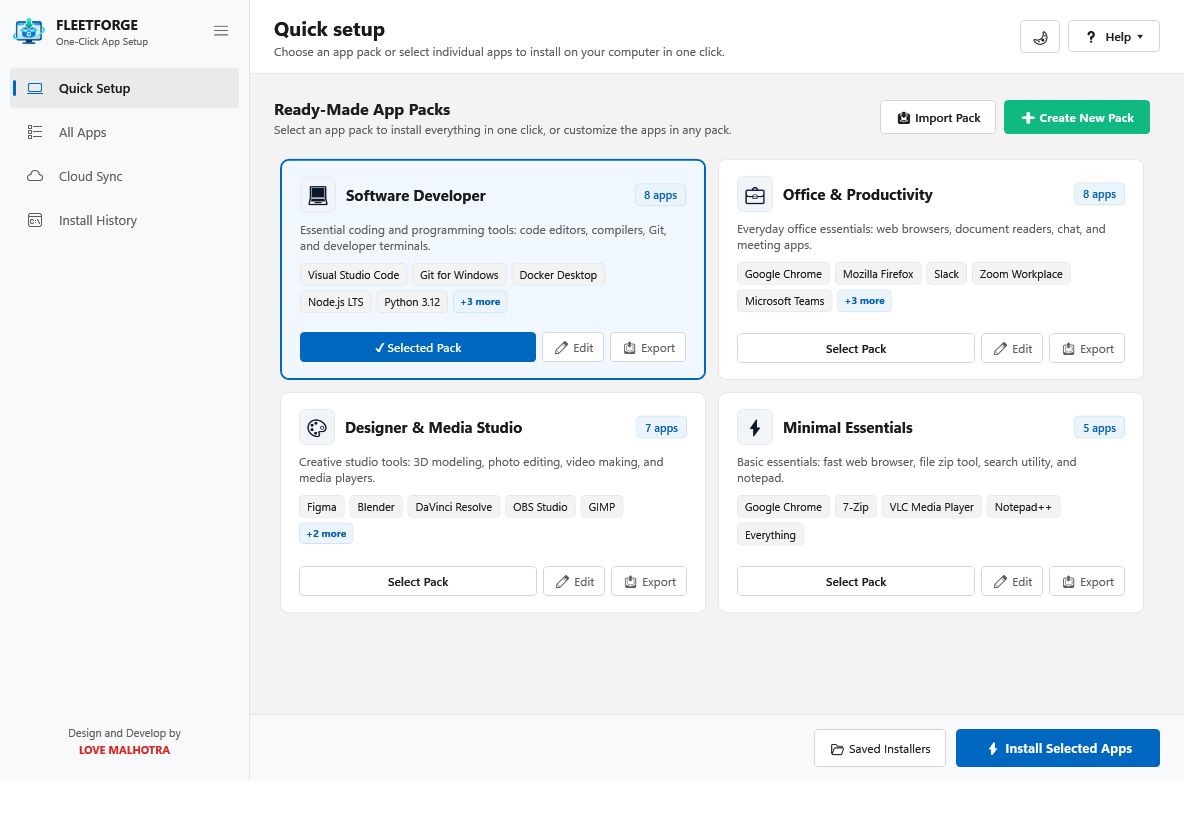 FLEETFORGE
One-Click App Setup
Quick Setup
All Apps
Cloud Sync
Install History
Design and Develop by
LOVE MALHOTRA
Quick setup
Choose an app pack or select individual apps to install on your computer in one click.
? Help
Ready-Made App Packs
Select an app pack to install everything in one click, or customize the apps in any pack.
Import Pack
Create New Pack
Software Developer
8 apps
Essential coding and programming tools: code editors, compilers, Git,
and developer terminals.
Visual Studio Code Git for Windows Docker Desktop
Node.js LTS Python 3.12 +3 more
✓ Selected Pack Edit Export
Office & Productivity
8 apps
Everyday office essentials: web browsers, document readers, chat, and
meeting apps.
Google Chrome Mozilla Firefox Slack Zoom Workplace
Microsoft Teams +3 more
Select Pack Edit Export
Designer & Media Studio
7 apps
Creative studio tools: 3D modeling, photo editing, video making, and
media players.
Figma Blender DaVinci Resolve OBS Studio GIMP
+2 more
Select Pack Edit Export
Minimal Essentials
5 apps
Basic essentials: fast web browser, file zip tool, search utility, and
notepad.
Google Chrome 7-Zip VLC Media Player Notepad++
Everything
Select Pack Edit Export
Saved Installers
Install Selected Apps